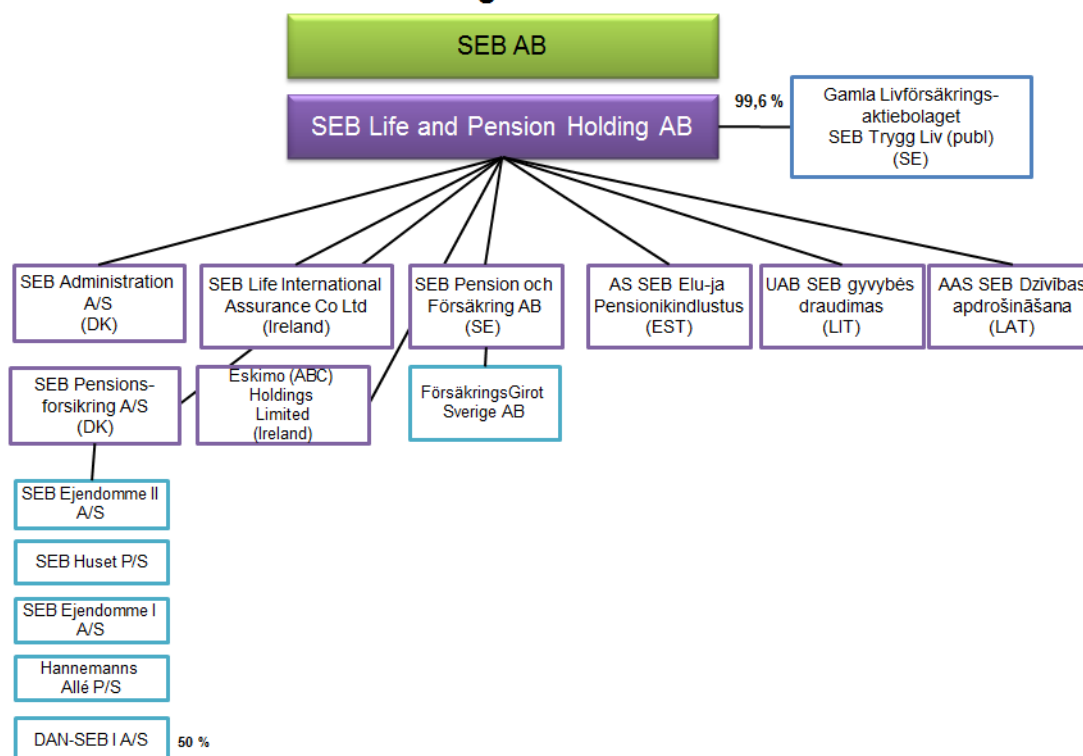 SEB AB
SEB Life and Pension Holding AB
99,6 %
Gamla Livförsäkrings-
aktiebolaget
SEB Trygg Liv (publ)
(SE)
SEB Administration
A/S
(DK)
SEB Life International
Assurance Co Ltd
(Ireland)
SEB Pension och
Försäkring AB
(SE)
AS SEB Elu-ja
Pensionikindlustus
(EST)
UAB SEB gyvybės
draudimas
(LIT)
AAS SEB Dzīvības
apdrošināšana
(LAT)
SEB Pensions-
forsikring A/S
(DK)
Eskimo (ABC)
Holdings
Limited
(Ireland)
FörsäkringsGirot
Sverige AB
SEB Ejendomme II
A/S
SEB Huset P/S
SEB Ejendomme I
A/S
Hannemanns
Allé P/S
DAN-SEB I A/S
50 %